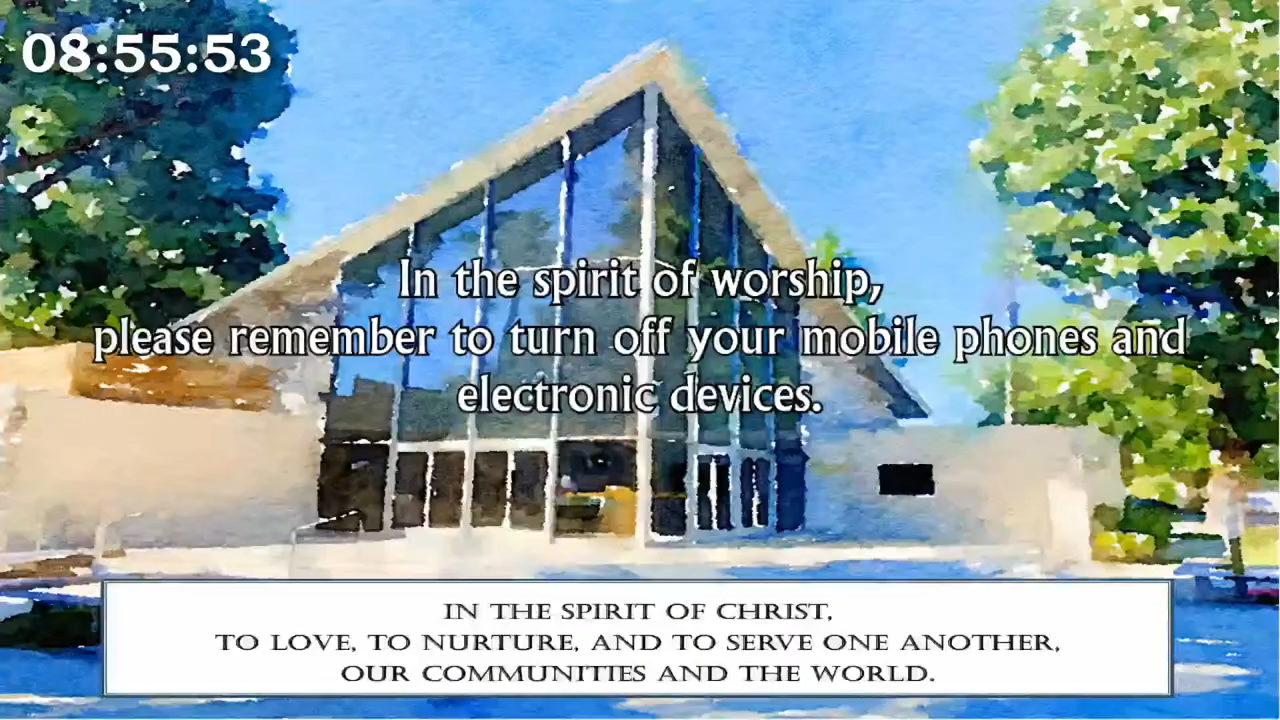 08:55:53
In the spirit of worship,
please remember to turn off your mobile phones and
electronic devices.
IN THE SPIRIT OF CHRIST,
TO LOVE, TO NURTURE, AND TO SERVE ONE ANOTHER,
OUR COMMUNITIES AND THE WORLD.